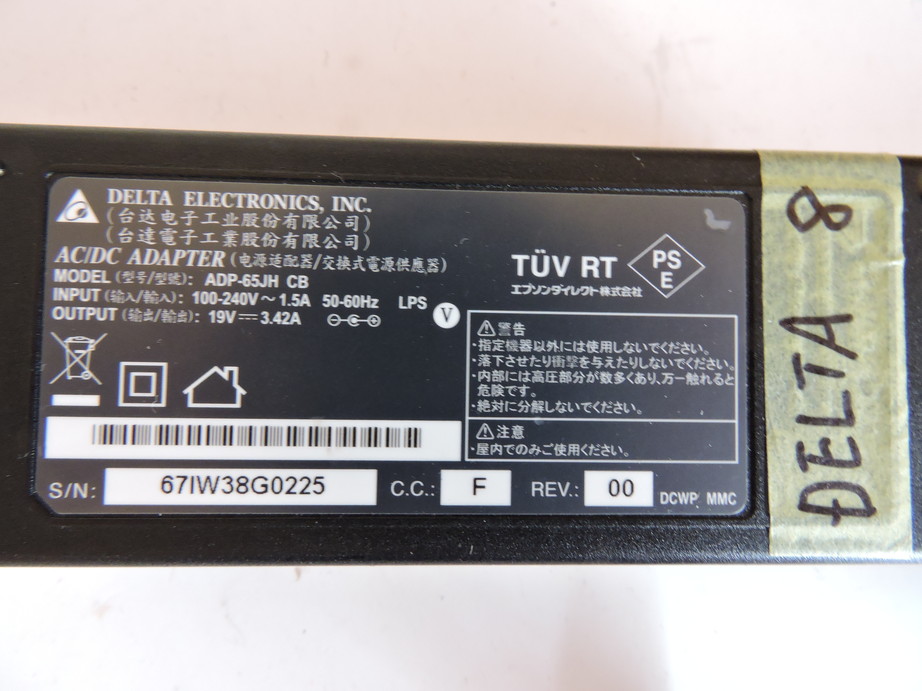 DELTA ELECTRONICS, INC.
(台达电子工业股份有限公司)
(台達電子工業股份有限公司)
AC/DC ADAPTER (电源适配器/交換式電源供應器)
MODEL (型号/型號): ADP-65JH CB
INPUT (输入/輸入): 100-240V~1.5A 50-60Hz LPS
OUTPUT (输出/輸出): 19V⎓3.42A
V
TÜV RT
PS
E
エプソンダイレクト株式会社
⚠警告
・指定機器以外には使用しないでください。
・落下させたり衝撃を与えたりしないでください。
・内部には高圧部分が数多くあり、万一触れると
危険です。
・絶対に分解しないでください。
⚠注意
・屋内でのみご使用ください。
S/N: 67IW38G0225 C.C.: F REV.: 00 DCWP MMC
DELTA 8